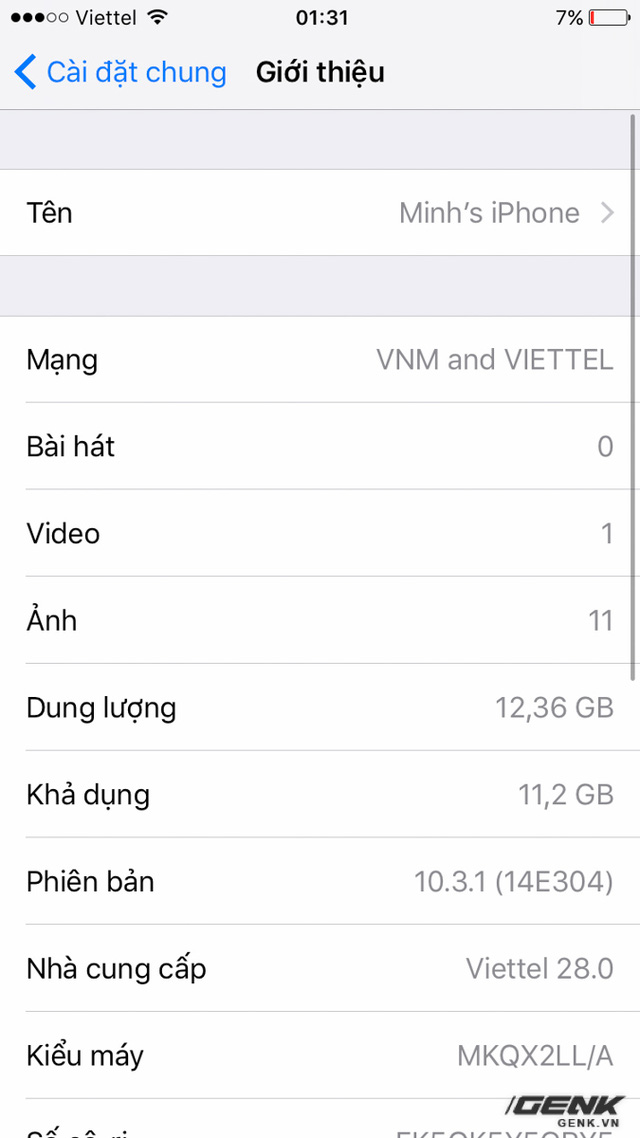 Viettel 01:31 7%
Cài đặt chung Giới thiệu
Tên Minh’s iPhone
Mạng VNM and VIETTEL
Bài hát 0
Video 1
Ảnh 11
Dung lượng 12,36 GB
Khả dụng 11,2 GB
Phiên bản 10.3.1 (14E304)
Nhà cung cấp Viettel 28.0
Kiểu máy MKQX2LL/A
GENK
GENK.VN